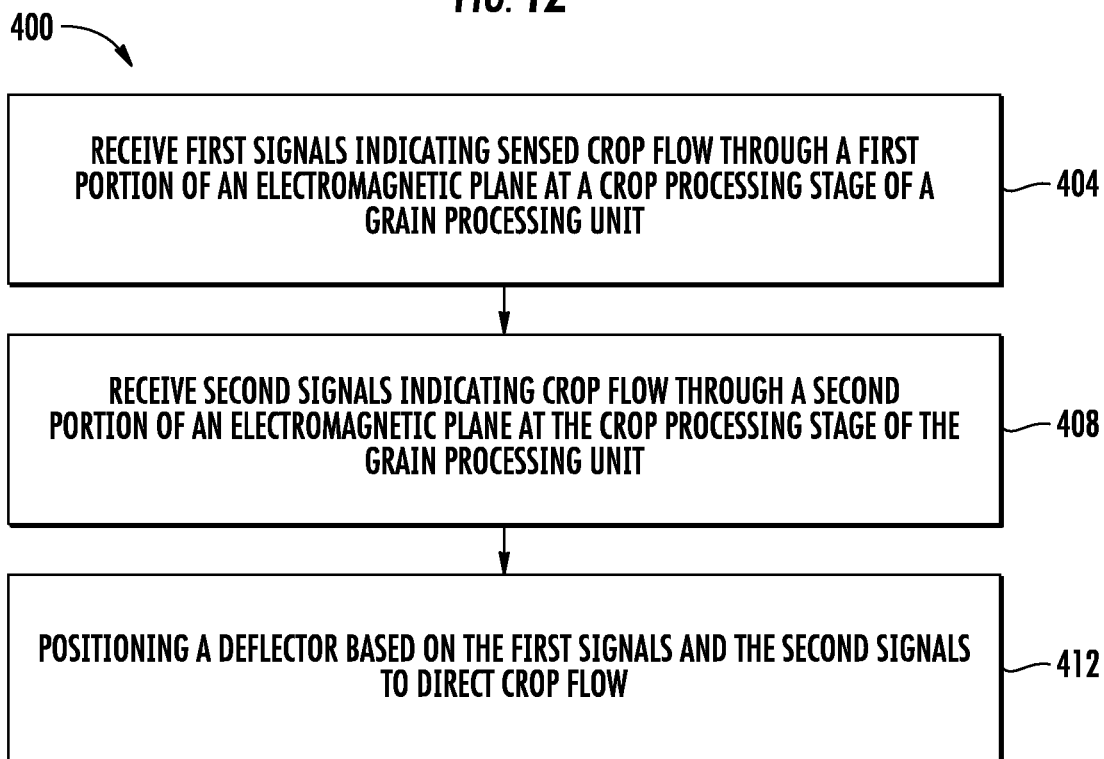 FIG. 12
400
RECEIVE FIRST SIGNALS INDICATING SENSED CROP FLOW THROUGH A FIRST
PORTION OF AN ELECTROMAGNETIC PLANE AT A CROP PROCESSING STAGE OF A
GRAIN PROCESSING UNIT
404
RECEIVE SECOND SIGNALS INDICATING CROP FLOW THROUGH A SECOND
PORTION OF AN ELECTROMAGNETIC PLANE AT THE CROP PROCESSING STAGE OF THE
GRAIN PROCESSING UNIT
408
POSITIONING A DEFLECTOR BASED ON THE FIRST SIGNALS AND THE SECOND SIGNALS
TO DIRECT CROP FLOW
412